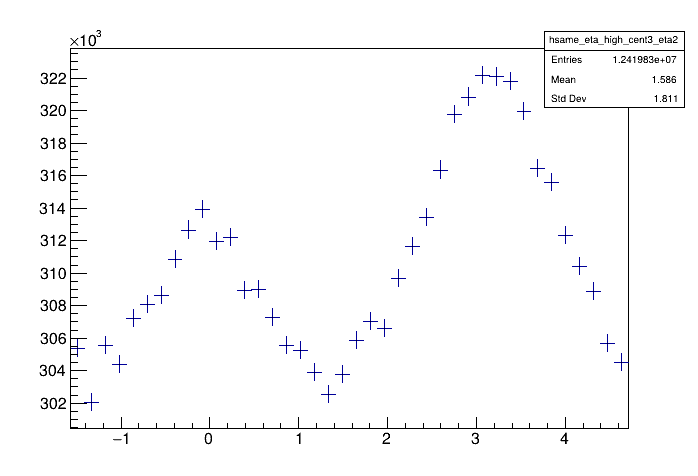 ×10³
hsame_eta_high_cent3_eta2
Entries 1.241983e+07
Mean 1.586
Std Dev 1.811
322
320
318
316
314
312
310
308
306
304
302
−1 0 1 2 3 4